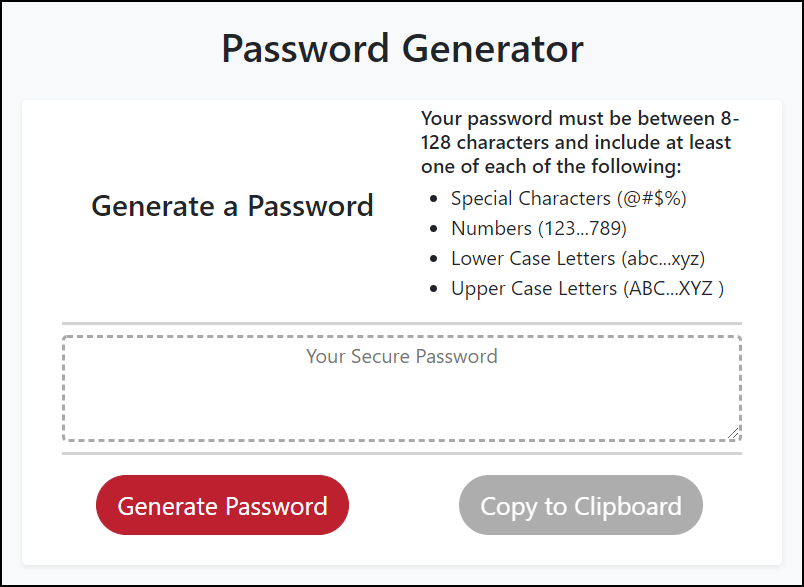 Password Generator
Generate a Password
Your password must be between 8-
128 characters and include at least
one of each of the following:
Special Characters (@#$%)
Numbers (123...789)
Lower Case Letters (abc...xyz)
Upper Case Letters (ABC...XYZ )
Your Secure Password
Generate Password
Copy to Clipboard